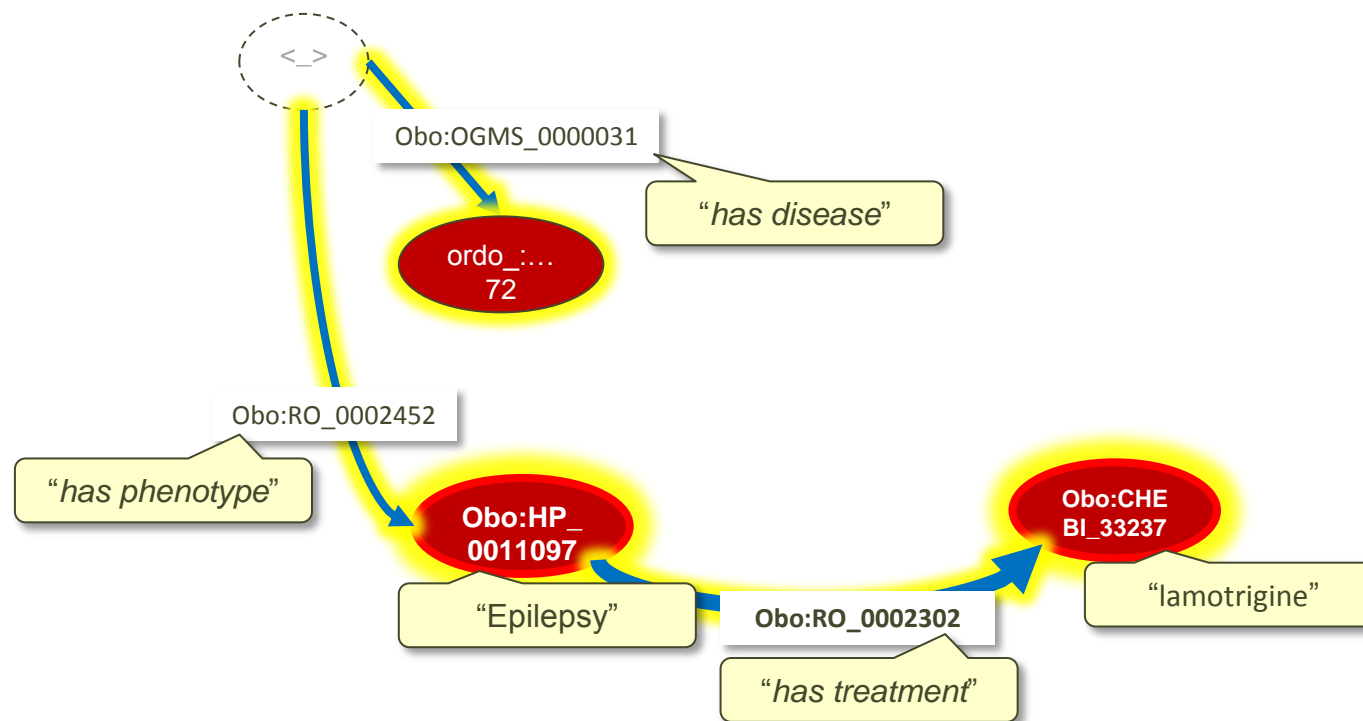 <_>
Obo:OGMS_0000031
“has disease”
ordo_:...
72
Obo:RO_0002452
“has phenotype”
Obo:HP_
0011097
“Epilepsy”
Obo:CHE
BI_33237
“lamotrigine”
Obo:RO_0002302
“has treatment”